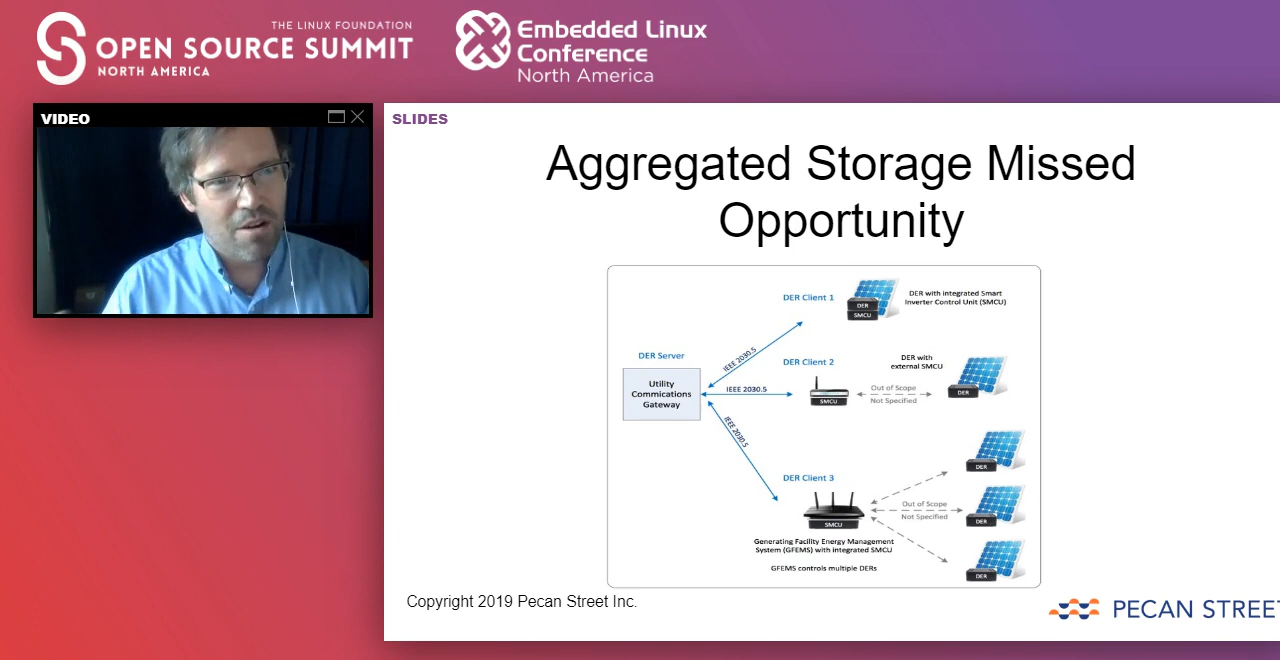 THE LINUX FOUNDATION
OPEN SOURCE SUMMIT
NORTH AMERICA
Embedded Linux
Conference
North America
VIDEO
SLIDES
Aggregated Storage Missed
Opportunity
DER Client 1
DER
SMCU
DER with integrated Smart
Inverter Control Unit (SMCU)
DER Server
Utility
Commications
Gateway
IEEE 2030.5
DER Client 2
IEEE 2030.5
SMCU
DER with
external SMCU
Out of Scope
Not Specified
DER
IEEE 2030.5
DER Client 3
SMCU
Out of Scope
Not Specified
DER
DER
DER
Generating Facility Energy Management
System (GFEMS) with integrated SMCU
GFEMS controls multiple DERs
Copyright 2019 Pecan Street Inc.
PECAN STREET